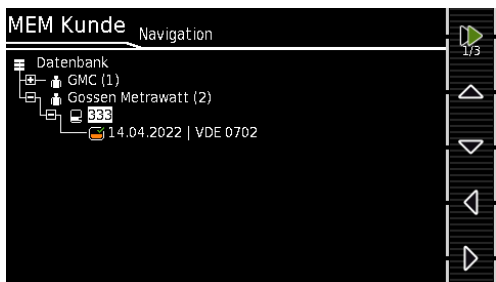 MEM Kunde Navigation
1/3
Datenbank
GMC (1)
Gossen Metrawatt (2)
333
14.04.2022 | VDE 0702